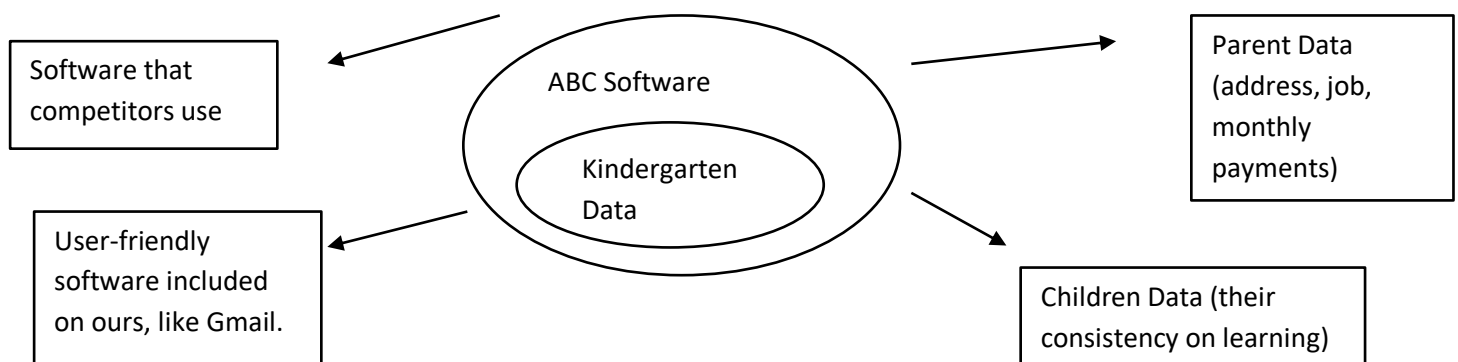 Software that
competitors use
ABC Software
Kindergarten
Data
Parent Data
(address, job,
monthly
payments)
User-friendly
software included
on ours, like Gmail.
Children Data (their
consistency on learning)